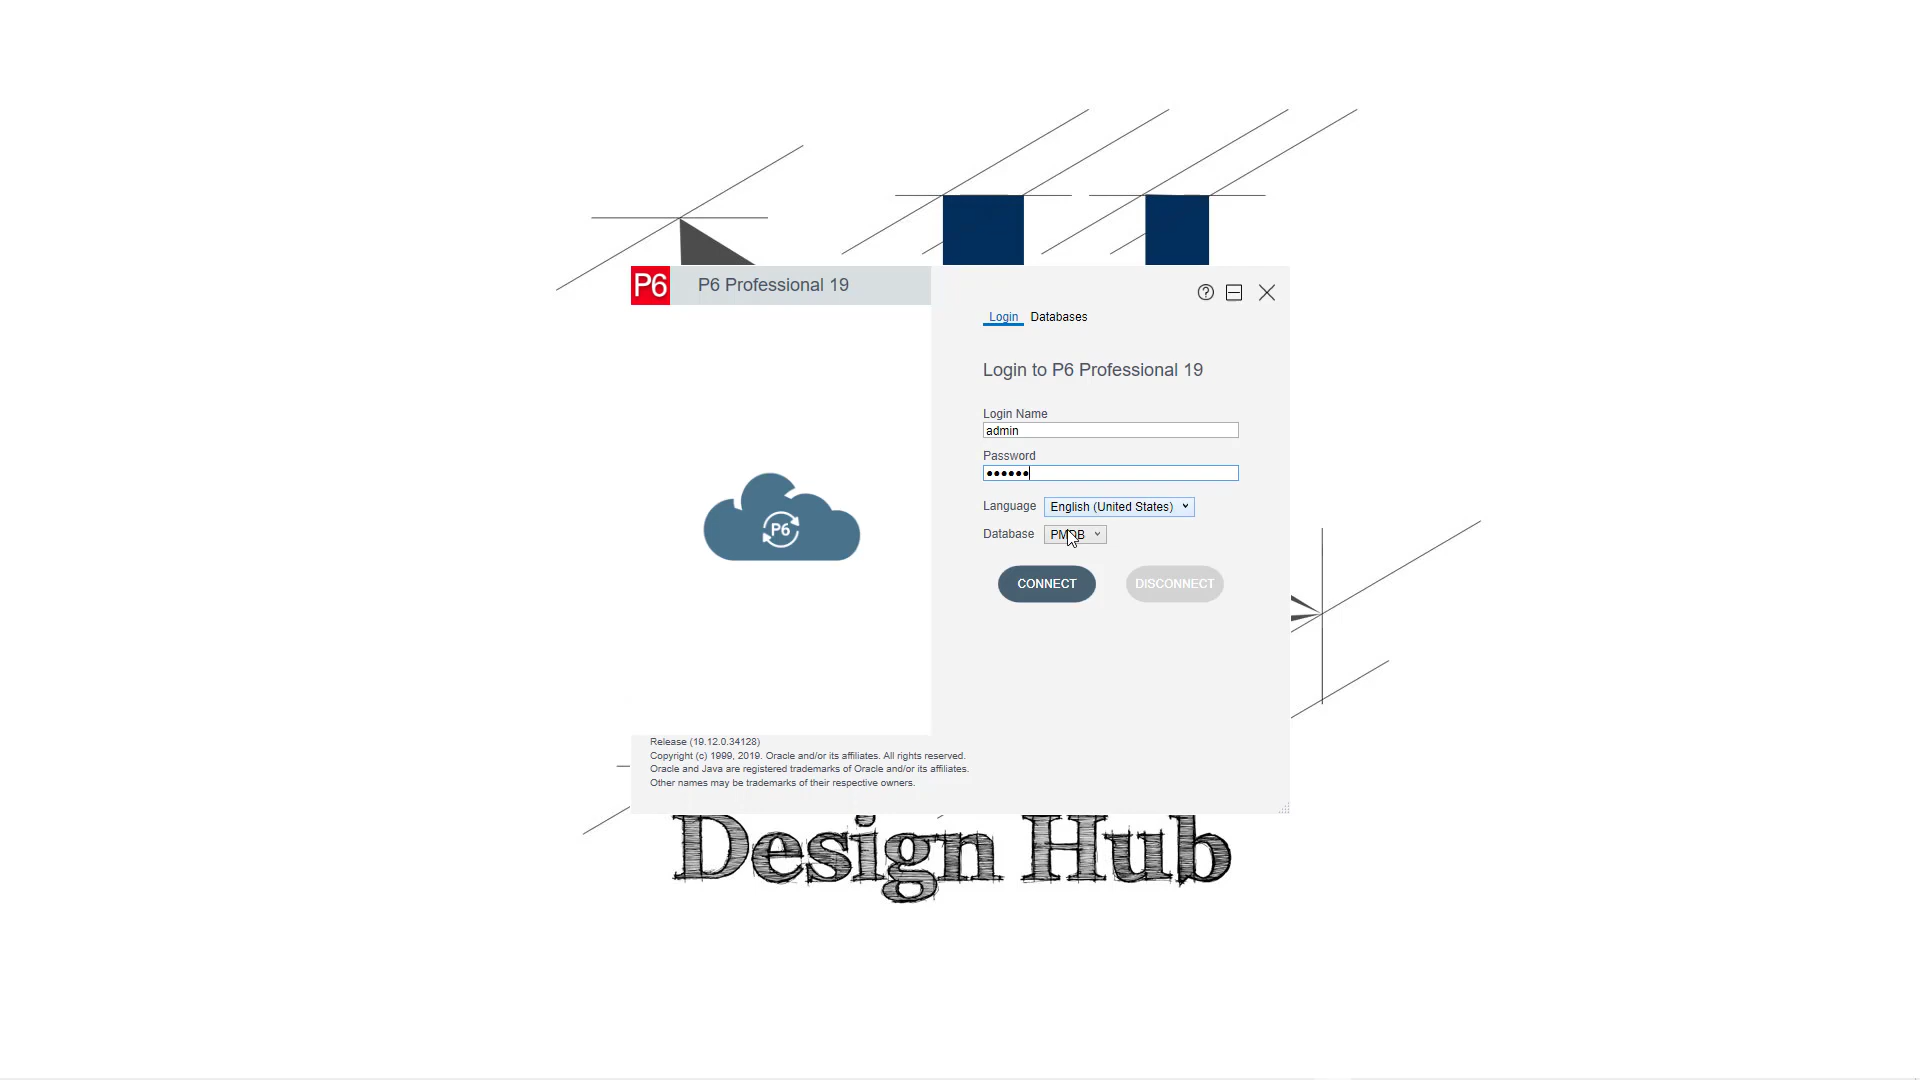 P6 P6 Professional 19
Login Databases
Login to P6 Professional 19
Login Name
admin
Password
Language English (United States)
Database PMDB
CONNECT DISCONNECT
P6
Release (19.12.0.34128)
Copyright (c) 1999, 2019. Oracle and/or its affiliates. All rights reserved.
Oracle and Java are registered trademarks of Oracle and/or its affiliates.
Other names may be trademarks of their respective owners.
Design Hub